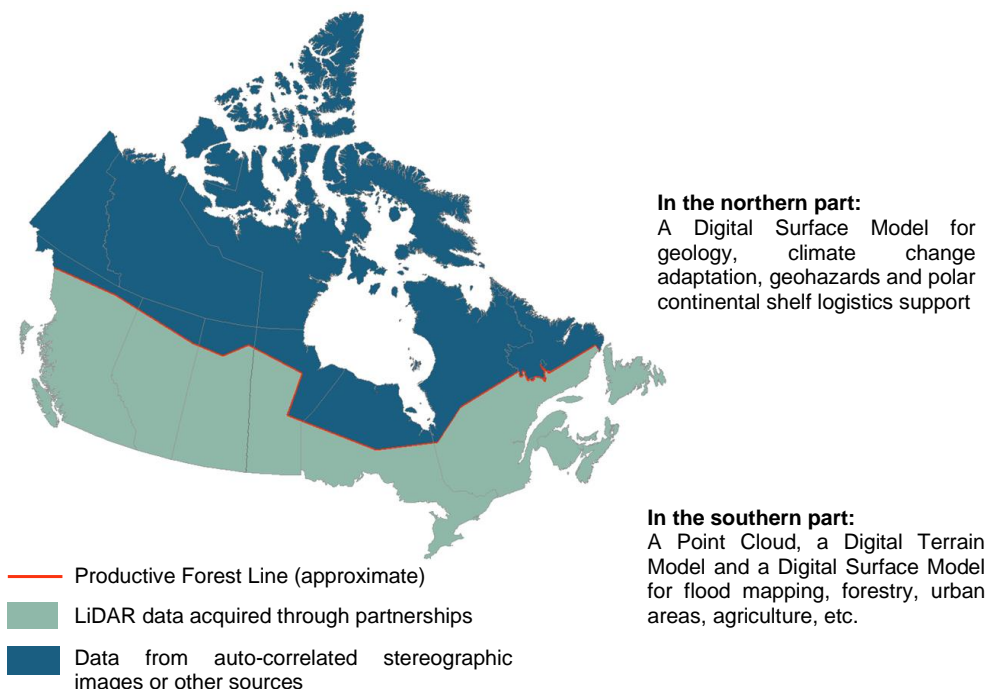 In the northern part:
A Digital Surface Model for
geology, climate change
adaptation, geohazards and polar
continental shelf logistics support
In the southern part:
A Point Cloud, a Digital Terrain
Model and a Digital Surface Model
for flood mapping, forestry, urban
areas, agriculture, etc.
Productive Forest Line (approximate)
LiDAR data acquired through partnerships
Data from auto-correlated stereographic
images or other sources